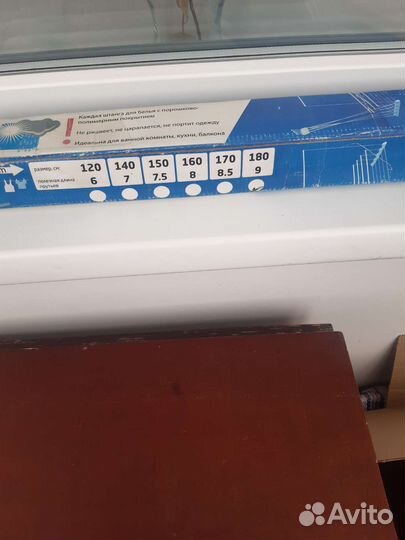 Каждая штанга для белья с порошково-
полимерным покрытием
Не ржавеет, не царапается, не портит одежду
Идеальна для ванной комнаты, кухни, балкона
m размер, см 120 140 150 160 170 180
полезная длина 6 7 7.5 8 8.5 9
прутьев
Avito